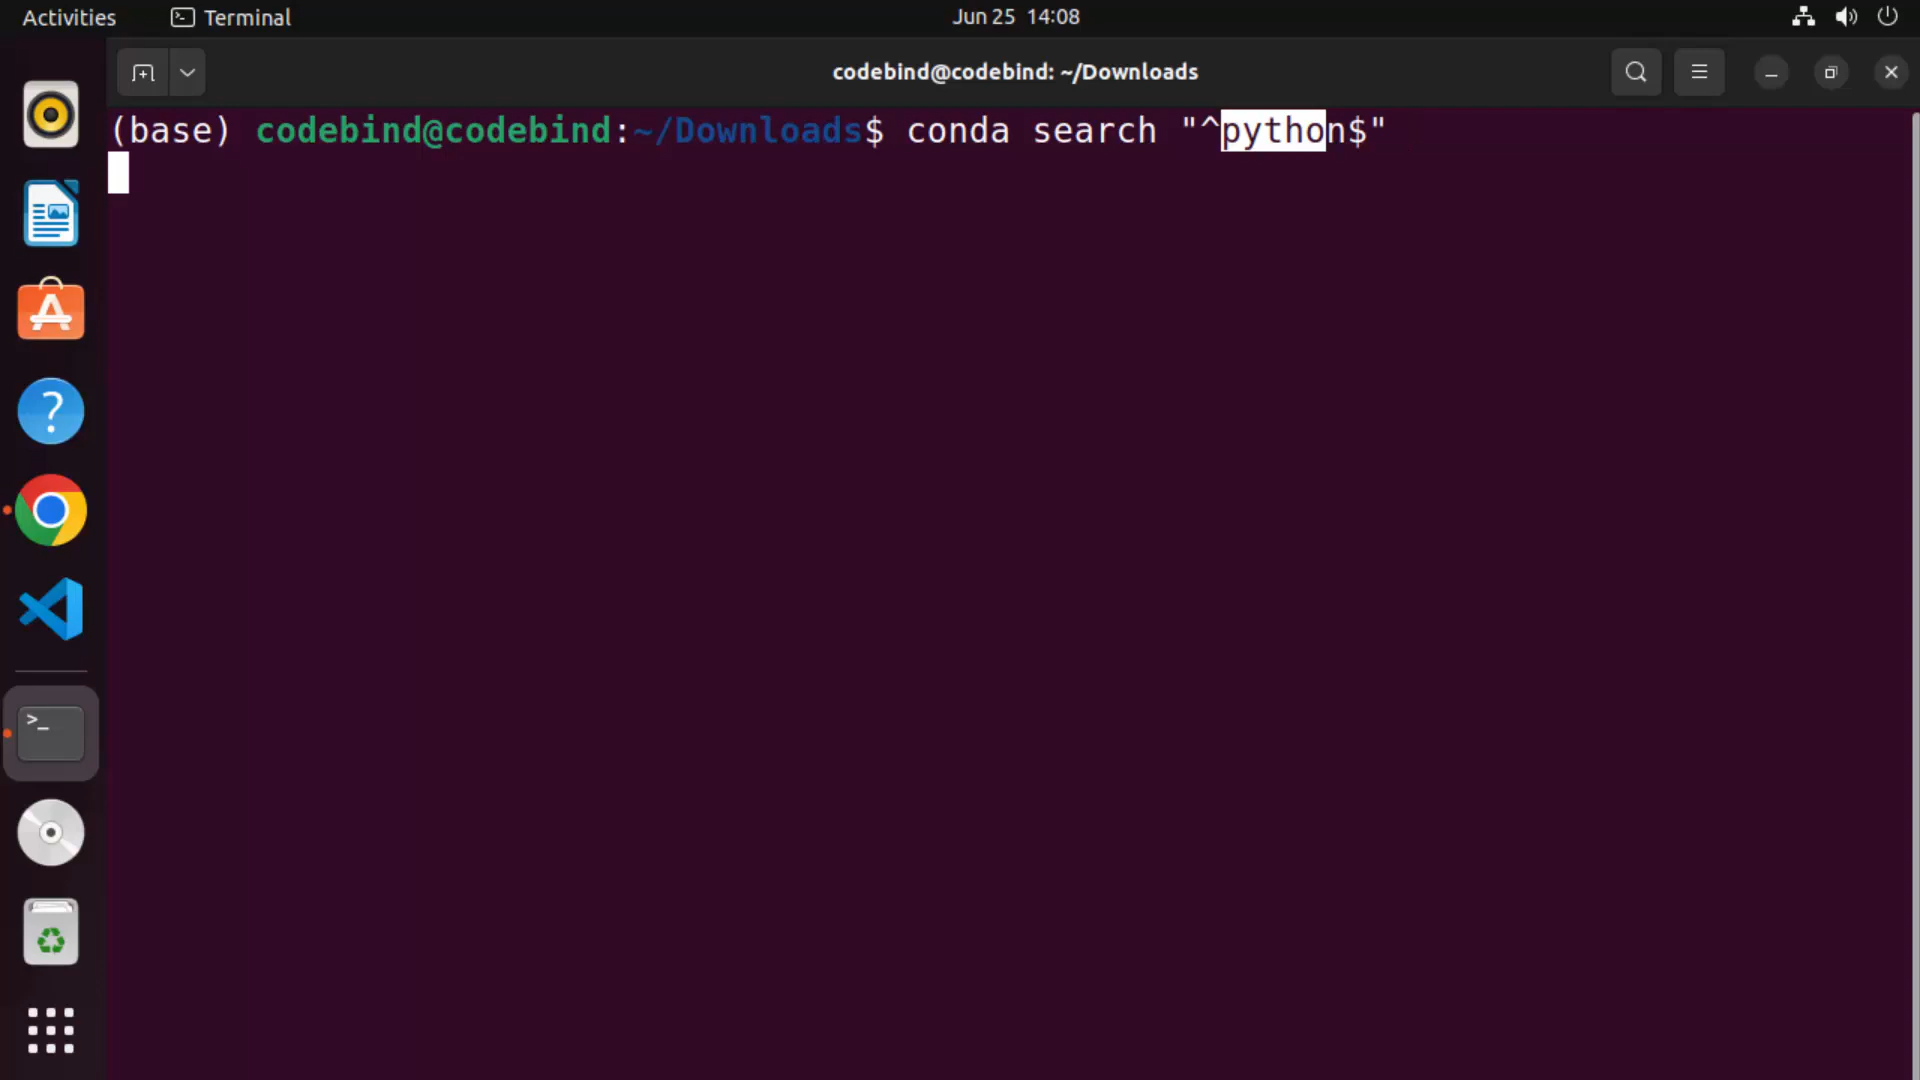 Activities Terminal Jun 25 14:08
codebind@codebind: ~/Downloads
(base) codebind@codebind:~/Downloads$ conda search "^python$"